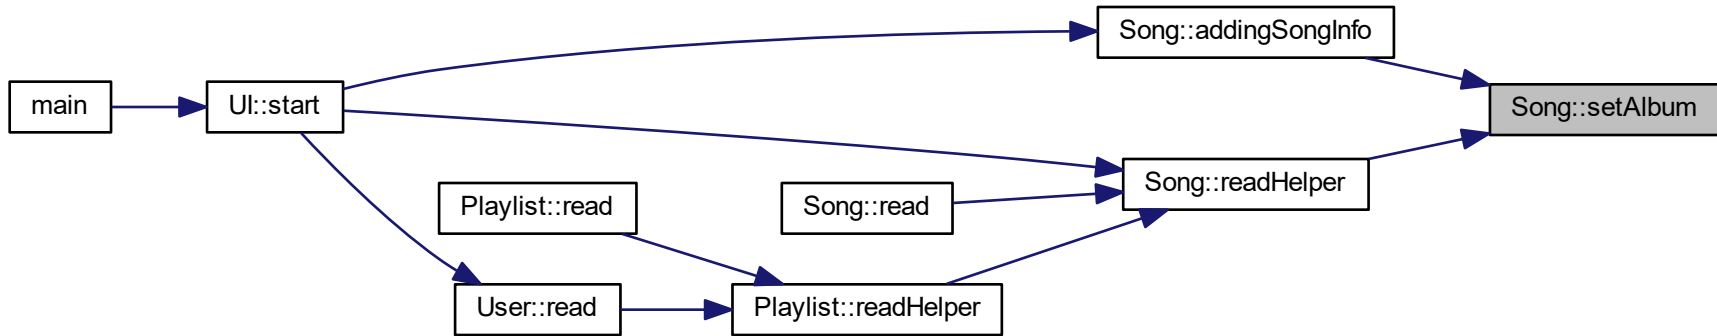 Song::addingSongInfo
main
UI::start
Song::setAlbum
Song::readHelper
Playlist::read
Song::read
User::read
Playlist::readHelper